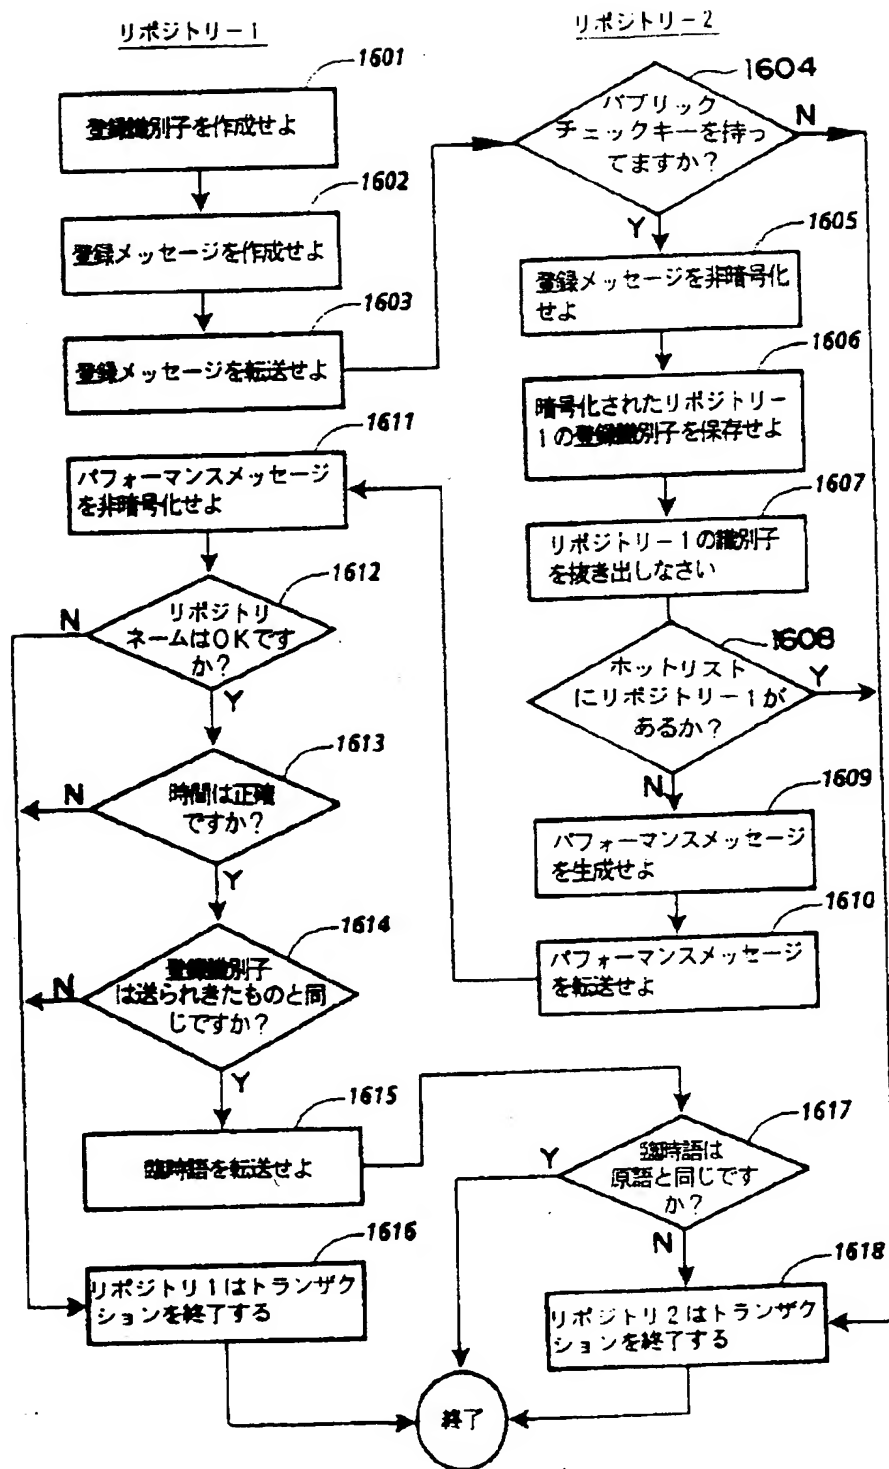 リポジトリー1
1601
登録識別子を作成せよ
1602
登録メッセージを作成せよ
1603
登録メッセージを転送せよ
1611
パフォーマンスメッセージ
を非暗号化せよ
1612
リポジトリ
ネームはOKです
か?
N
Y
1613
時間は正確
ですか?
N
Y
1614
登録識別子
は送られきたものと同
じですか?
N
Y
1615
臨時語を転送せよ
1616
リポジトリ1はトランザク
ションを終了する
リポジトリー2
1604
パブリック
チェックキーを持っ
てますか?
N
Y
1605
登録メッセージを非暗号化
せよ
1606
暗号化されたリポジトリー
1の登録識別子を保存せよ
1607
リポジトリー1の識別子
を抜き出しなさい
1608
ホットリスト
にリポジトリー1が
あるか?
Y
N
1609
パフォーマンスメッセージ
を生成せよ
1610
パフォーマンスメッセージ
を転送せよ
1617
臨時語は
原語と同じです
か?
Y
N
1618
リポジトリ2はトランザク
ションを終了する
終了